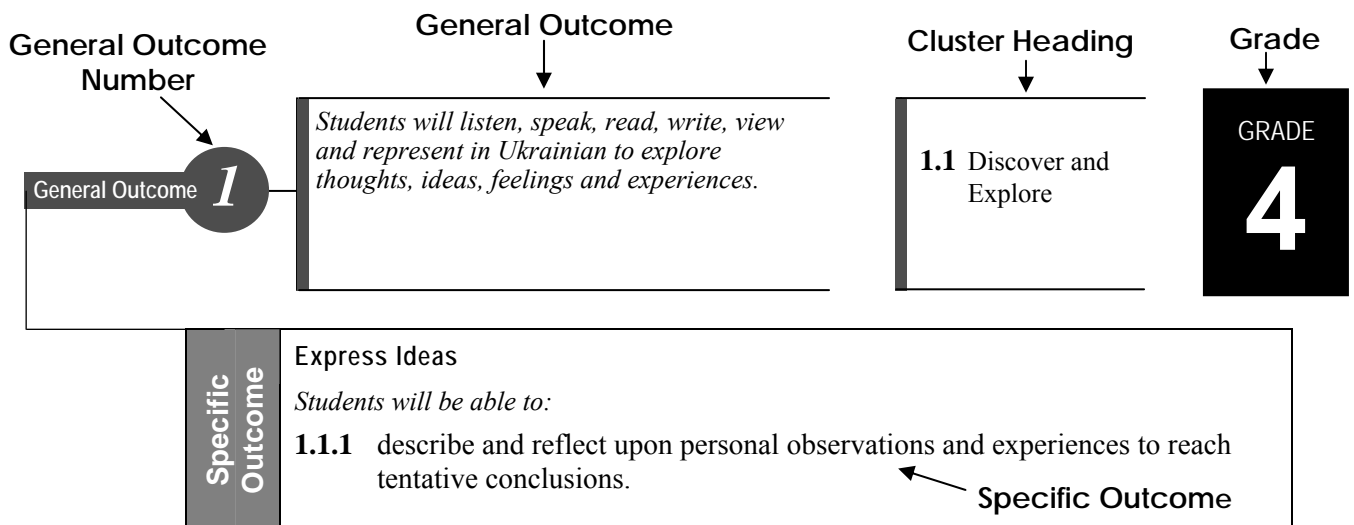 General Outcome
Number
General Outcome
Cluster Heading
Grade
General Outcome 1
Students will listen, speak, read, write, view
and represent in Ukrainian to explore
thoughts, ideas, feelings and experiences.
1.1 Discover and
Explore
GRADE
4
Specific
Outcome
Express Ideas
Students will be able to:
1.1.1 describe and reflect upon personal observations and experiences to reach
tentative conclusions.
Specific Outcome